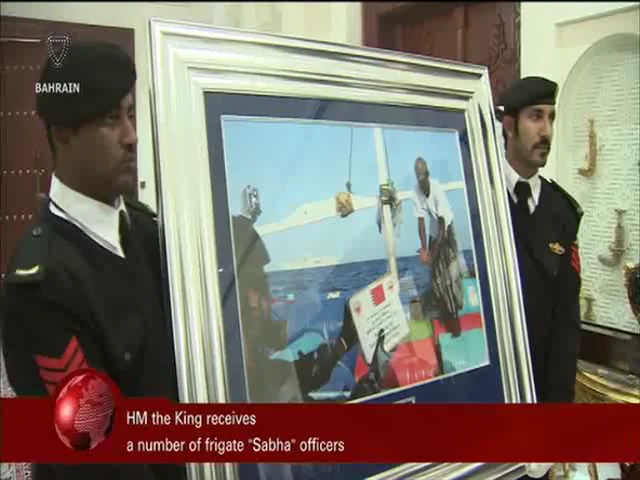 BAHRAIN
HM the King receives
a number of frigate "Sabha" officers